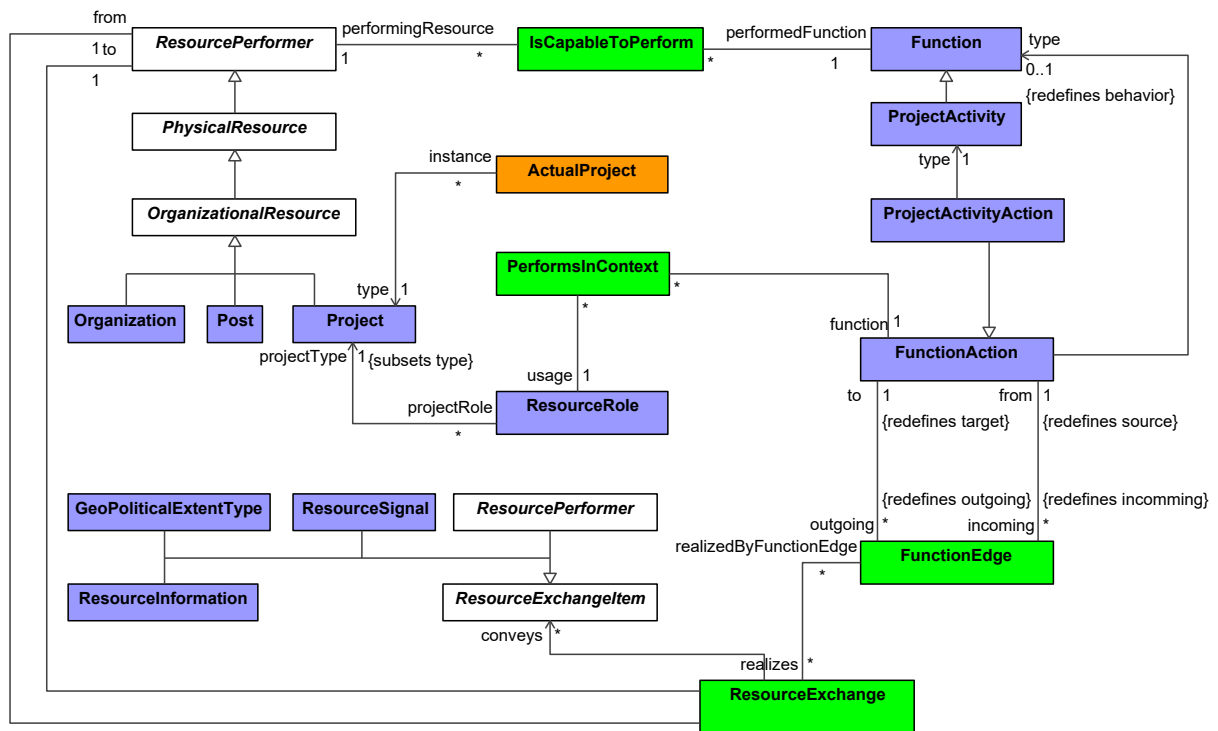 from
1
to
1
ResourcePerformer
performingResource
1
*
IsCapableToPerform
performedFunction
*
1
Function
type
0..1
{redefines behavior}
PhysicalResource
ProjectActivity
type
1
instance
*
ActualProject
OrganizationalResource
ProjectActivityAction
PerformsInContext
*
*
type
1
Organization
Post
Project
function
1
projectType
1
{subsets type}
FunctionAction
usage
1
projectRole
*
ResourceRole
to
1
from
1
{redefines target}
{redefines source}
GeoPoliticalExtentType
ResourceSignal
ResourcePerformer
{redefines outgoing}
{redefines incomming}
outgoing
*
incoming
*
realizedByFunctionEdge
*
FunctionEdge
ResourceInformation
ResourceExchangeItem
conveys
*
realizes
*
ResourceExchange